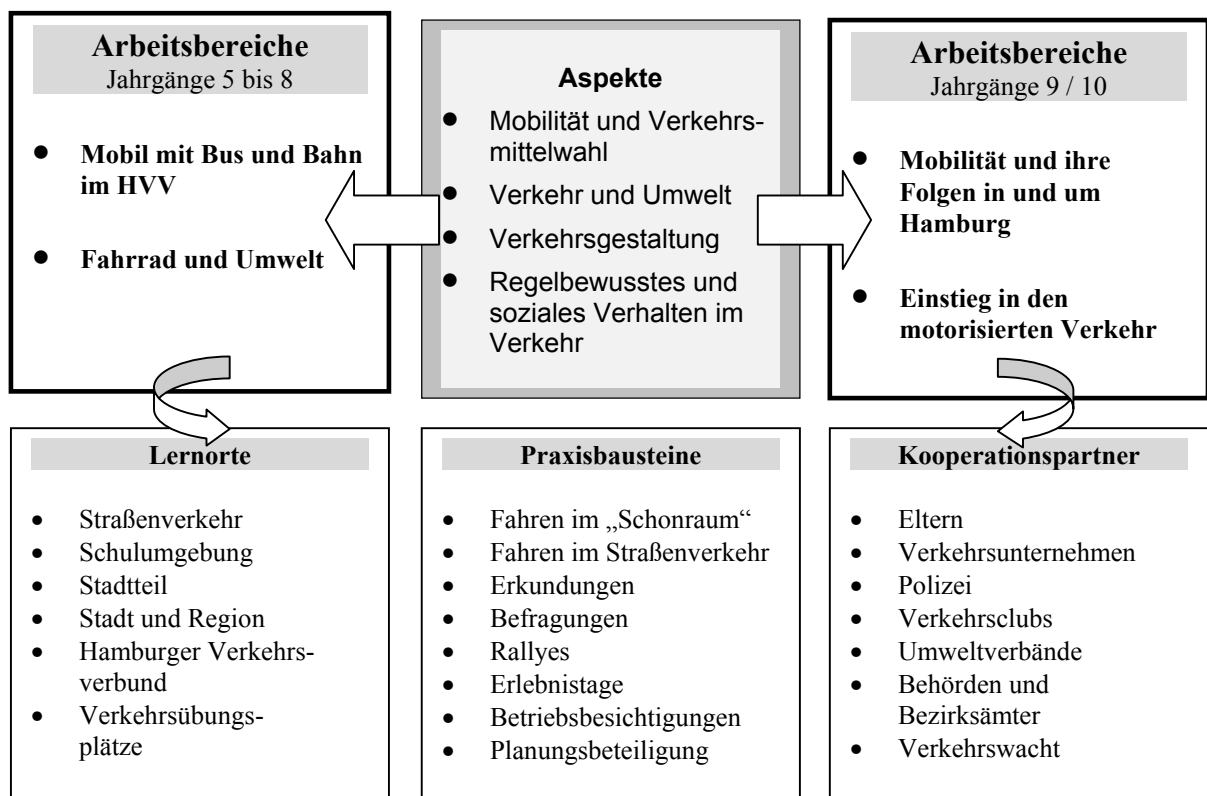 Arbeitsbereiche
Jahrgänge 5 bis 8
• Mobil mit Bus und Bahn
im HVV
• Fahrrad und Umwelt
Aspekte
• Mobilität und Verkehrs-
mittelwahl
• Verkehr und Umwelt
• Verkehrsgestaltung
• Regelbewusstes und
soziales Verhalten im
Verkehr
Arbeitsbereiche
Jahrgänge 9 / 10
• Mobilität und ihre
Folgen in und um
Hamburg
• Einstieg in den
motorisierten Verkehr
Lernorte
• Straßenverkehr
• Schulumgebung
• Stadtteil
• Stadt und Region
• Hamburger Verkehrs-
verbund
• Verkehrsübungs-
plätze
Praxisbausteine
• Fahren im „Schonraum“
• Fahren im Straßenverkehr
• Erkundungen
• Befragungen
• Rallyes
• Erlebnistage
• Betriebsbesichtigungen
• Planungsbeteiligung
Kooperationspartner
• Eltern
• Verkehrsunternehmen
• Polizei
• Verkehrsclubs
• Umweltverbände
• Behörden und
Bezirksämter
• Verkehrswacht